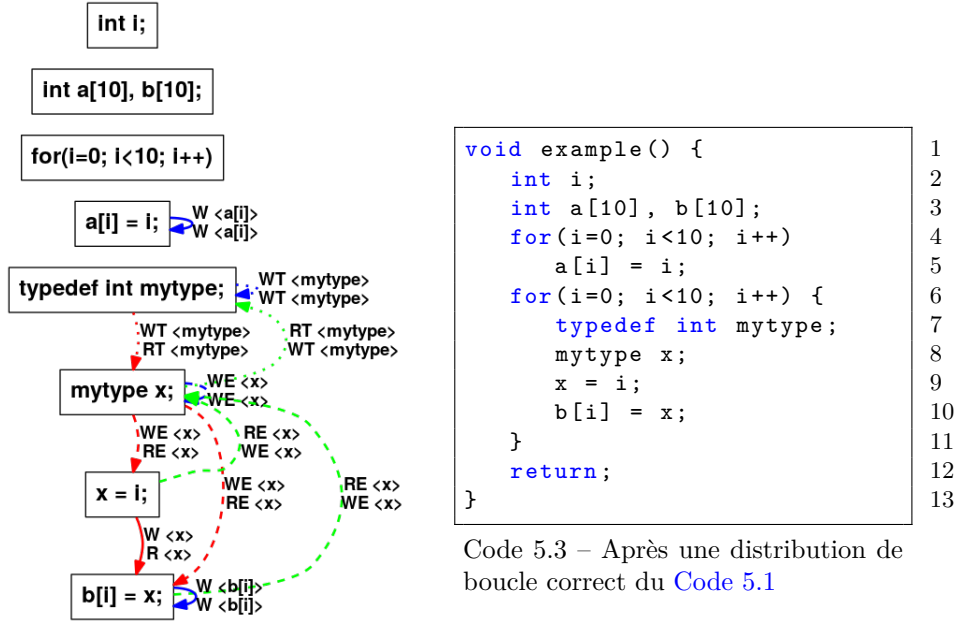 int i;
int a[10], b[10];
for(i=0; i<10; i++)
a[i] = i;
W <a[i]>
W <a[i]>
typedef int mytype;
WT <mytype>
WT <mytype>
WT <mytype>
RT <mytype>
RT <mytype>
WT <mytype>
mytype x;
WE <x>
WE <x>
WE <x>
RE <x>
RE <x>
WE <x>
x = i;
WE <x>
RE <x>
RE <x>
WE <x>
W <x>
R <x>
b[i] = x;
W <b[i]>
W <b[i]>
void example() { 1
int i; 2
int a[10], b[10]; 3
for(i=0; i<10; i++) 4
a[i] = i; 5
for(i=0; i<10; i++) { 6
typedef int mytype; 7
mytype x; 8
x = i; 9
b[i] = x; 10
} 11
return; 12
} 13
Code 5.3 – Après une distribution de
boucle correct du Code 5.1